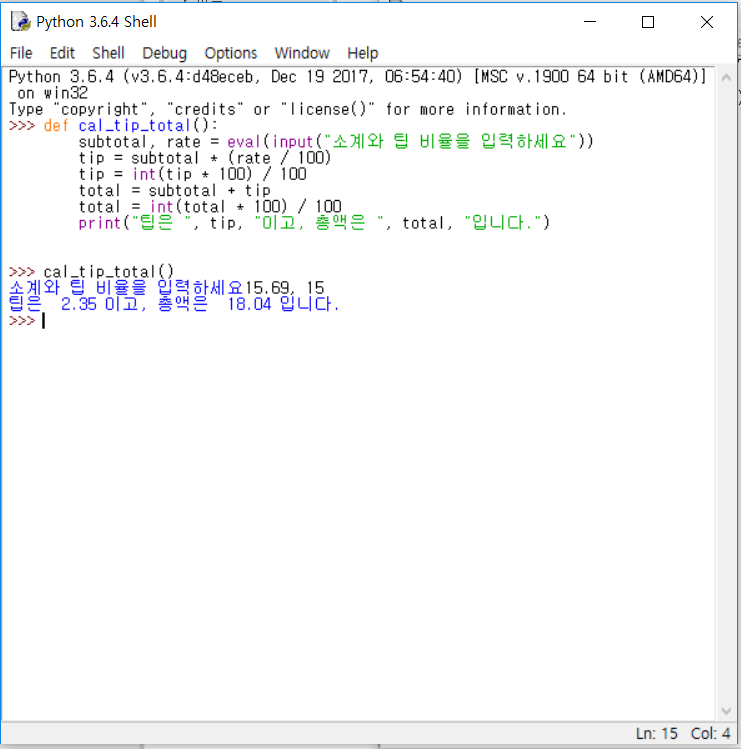 Python 3.6.4 Shell
File Edit Shell Debug Options Window Help
Python 3.6.4 (v3.6.4:d48eceb, Dec 19 2017, 06:54:40) [MSC v.1900 64 bit (AMD64)]
 on win32
Type "copyright", "credits" or "license()" for more information.
>>> def cal_tip_total():
        subtotal, rate = eval(input("소계와 팁 비율을 입력하세요"))
        tip = subtotal * (rate / 100)
        tip = int(tip * 100) / 100
        total = subtotal + tip
        total = int(total * 100) / 100
        print("팁은 ", tip, "이고, 총액은 ", total, "입니다.")
>>> cal_tip_total()
소계와 팁 비율을 입력하세요15.69, 15
팁은  2.35 이고, 총액은  18.04 입니다.
>>>
Ln: 15 Col: 4